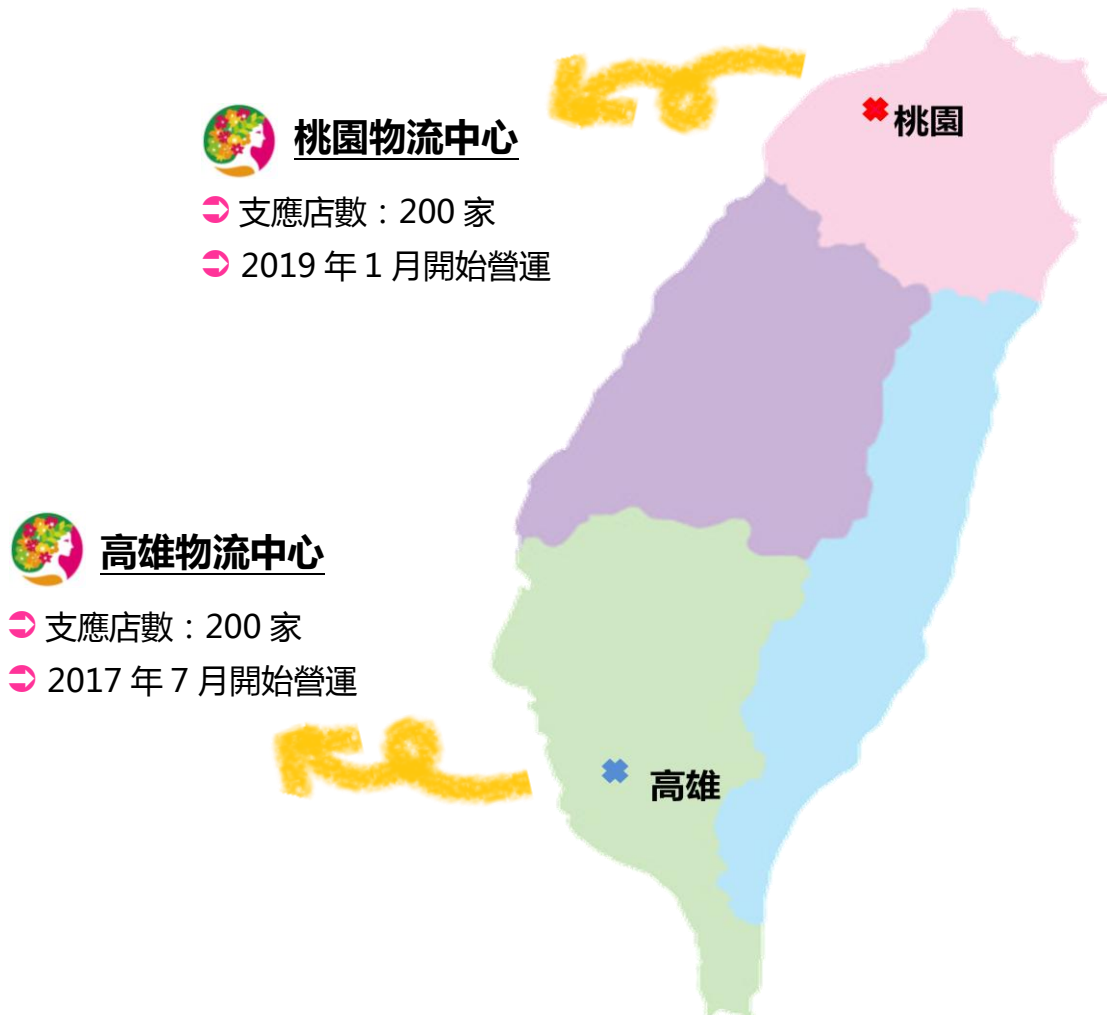 桃園
桃園物流中心
支應店數：200 家
2019 年 1 月開始營運
高雄物流中心
支應店數：200 家
2017 年 7 月開始營運
高雄